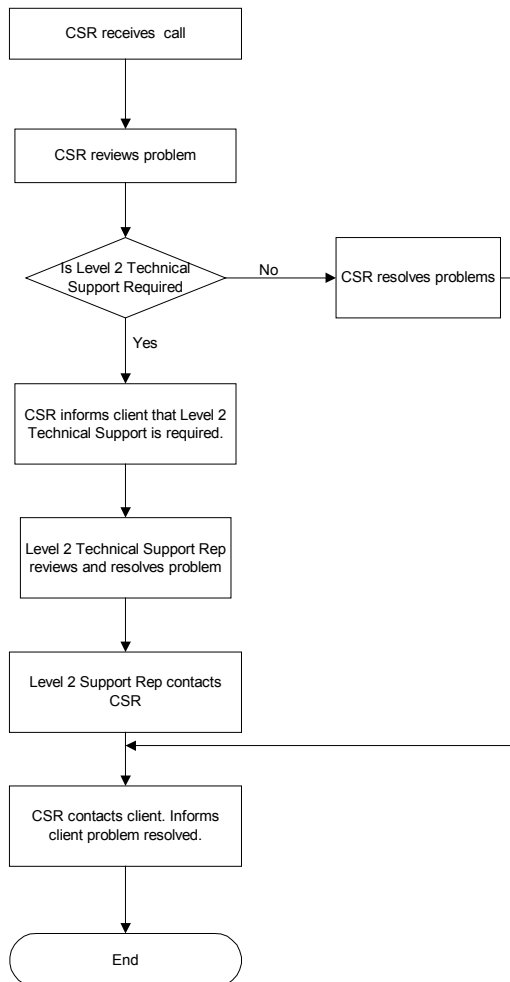 CSR receives call
CSR reviews problem
Is Level 2 Technical
Support Required
No
CSR resolves problems
Yes
CSR informs client that Level 2
Technical Support is required.
Level 2 Technical Support Rep
reviews and resolves problem
Level 2 Support Rep contacts
CSR
CSR contacts client. Informs
client problem resolved.
End